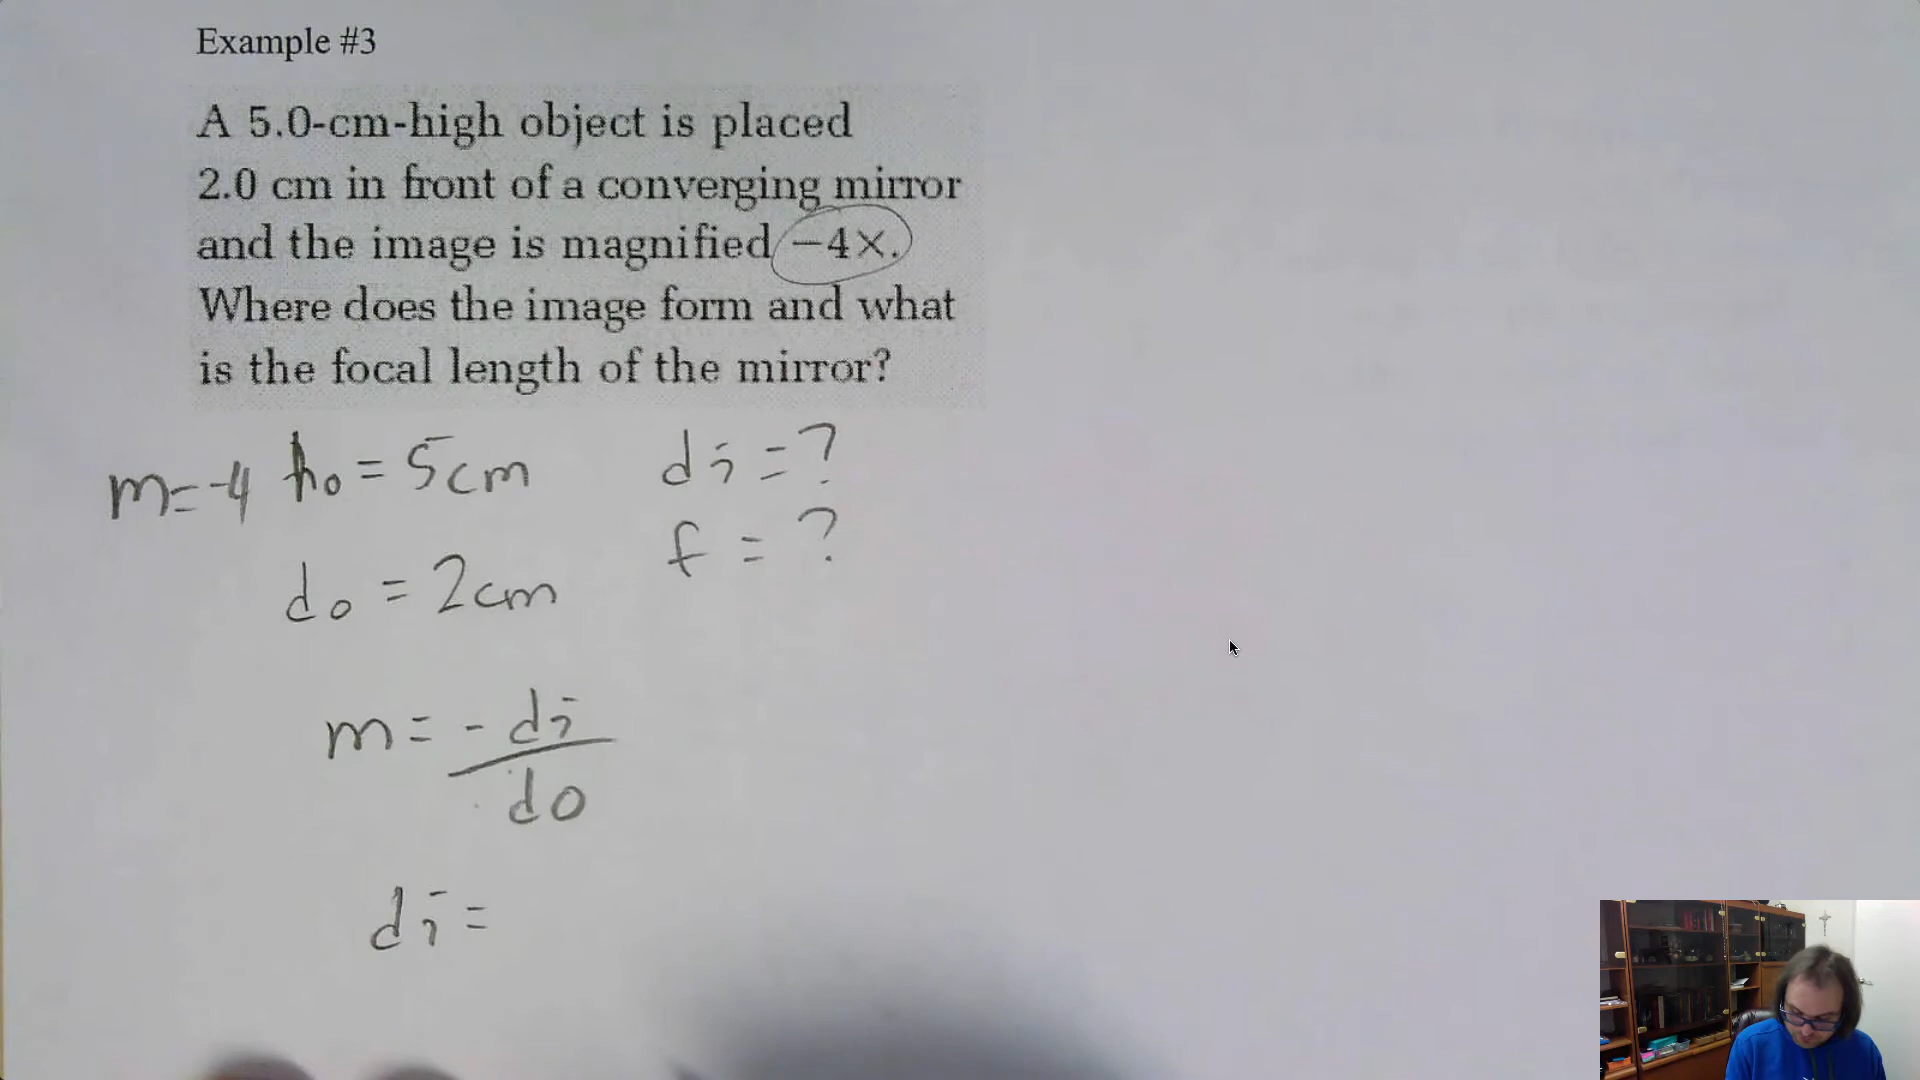 Example #3
A 5.0-cm-high object is placed
2.0 cm in front of a converging mirror
and the image is magnified −4×.
Where does the image form and what
is the focal length of the mirror?
m=-4 ho = 5cm di = ?
f = ?
do = 2cm
m = - di
do
di =